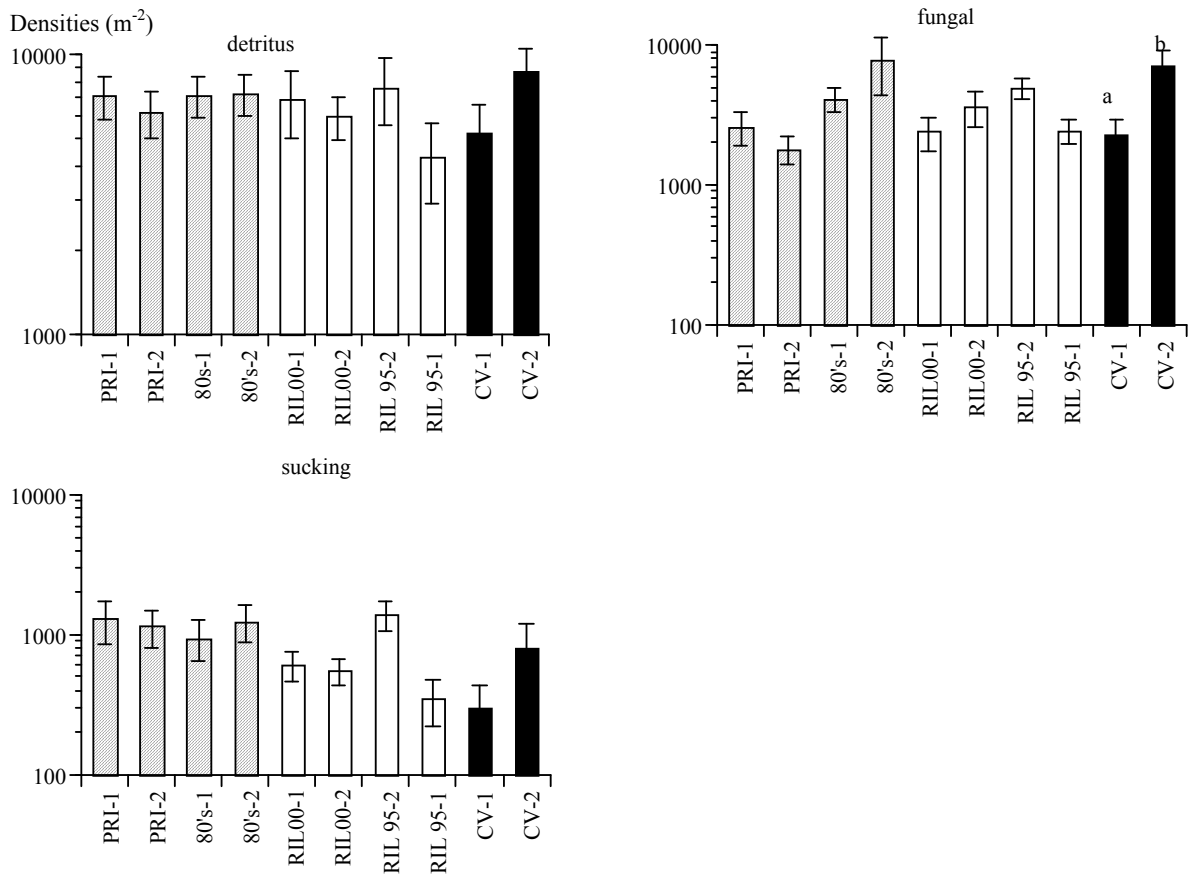 Densities (m-2)
detritus
10000
1000
PRI-1
PRI-2
80s-1
80's-2
RIL00-1
RIL00-2
RIL 95-2
RIL 95-1
CV-1
CV-2
fungal
10000
1000
100
a
b
PRI-1
PRI-2
80's-1
80's-2
RIL00-1
RIL00-2
RIL 95-2
RIL 95-1
CV-1
CV-2
sucking
10000
1000
100
PRI-1
PRI-2
80's-1
80's-2
RIL00-1
RIL00-2
RIL 95-2
RIL 95-1
CV-1
CV-2